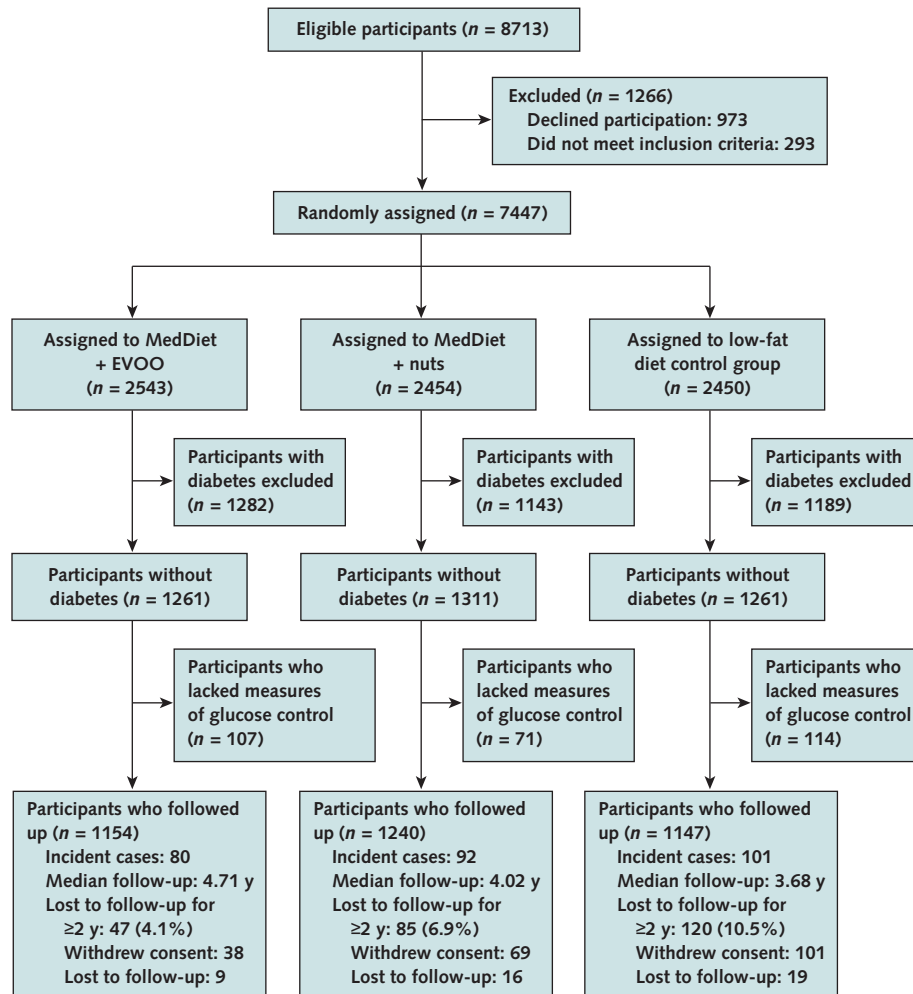 Eligible participants (n = 8713)
Excluded (n = 1266)
Declined participation: 973
Did not meet inclusion criteria: 293
Randomly assigned (n = 7447)
Assigned to MedDiet
+ EVOO
(n = 2543)
Assigned to MedDiet
+ nuts
(n = 2454)
Assigned to low-fat
diet control group
(n = 2450)
Participants with
diabetes excluded
(n = 1282)
Participants with
diabetes excluded
(n = 1143)
Participants with
diabetes excluded
(n = 1189)
Participants without
diabetes (n = 1261)
Participants without
diabetes (n = 1311)
Participants without
diabetes (n = 1261)
Participants who
lacked measures
of glucose control
(n = 107)
Participants who
lacked measures
of glucose control
(n = 71)
Participants who
lacked measures
of glucose control
(n = 114)
Participants who followed
up (n = 1154)
Incident cases: 80
Median follow-up: 4.71 y
Lost to follow-up for
≥2 y: 47 (4.1%)
Withdrew consent: 38
Lost to follow-up: 9
Participants who followed
up (n = 1240)
Incident cases: 92
Median follow-up: 4.02 y
Lost to follow-up for
≥2 y: 85 (6.9%)
Withdrew consent: 69
Lost to follow-up: 16
Participants who followed
up (n = 1147)
Incident cases: 101
Median follow-up: 3.68 y
Lost to follow-up for
≥2 y: 120 (10.5%)
Withdrew consent: 101
Lost to follow-up: 19